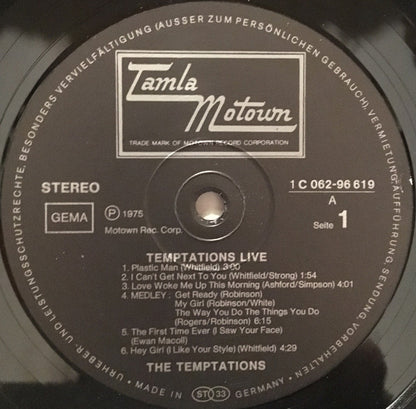 URHEBER- UND LEISTUNGSSCHUTZRECHTE, BESONDERS VERVIELFÄLTIGUNG (AUSSER ZUM PERSÖNLICHEN GEBRAUCH), VERMIETUNG, AUFFÜHRUNG, SENDUNG VORBEHALTEN
Tamla
Motown
TRADE MARK OF MOTOWN RECORD CORPORATION
STEREO
1 C 062-96 619
A
GEMA
℗ 1975
Seite 1
Motown Rec. Corp.
TEMPTATIONS LIVE
1. Plastic Man (Whitfield) 3:00
2. I Can't Get Next To You (Whitfield/Strong) 1:54
3. Love Woke Me Up This Morning (Ashford/Simpson) 4:01
4. MEDLEY: Get Ready (Robinson)
My Girl (Robinson/White)
The Way You Do The Things You Do
(Rogers/Robinson) 6:15
5. The First Time Ever (I Saw Your Face)
(Ewan Macoll)
6. Hey Girl (I Like Your Style) (Whitfield) 4:29
THE TEMPTATIONS
MADE IN GERMANY
ST 33